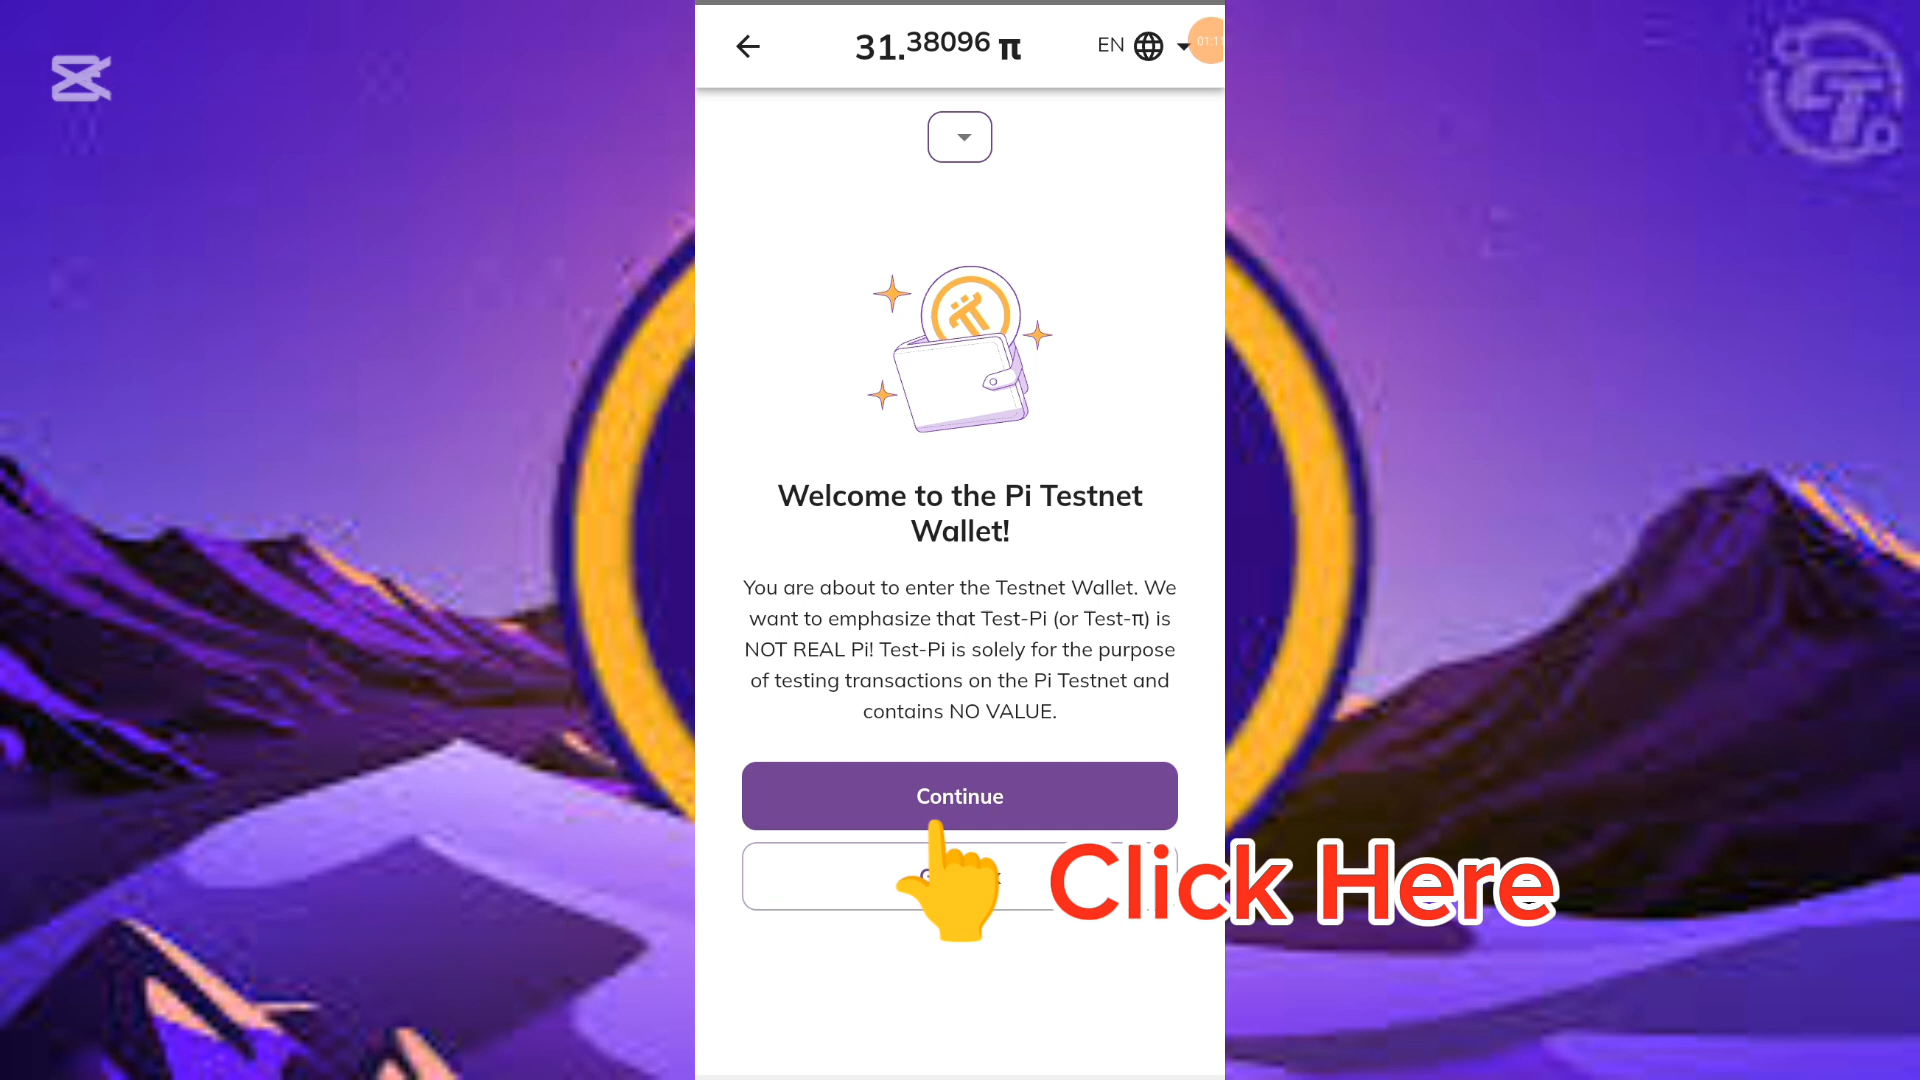 31.38096 π
EN
01:11
Welcome to the Pi Testnet
Wallet!
You are about to enter the Testnet Wallet. We
want to emphasize that Test-Pi (or Test-π) is
NOT REAL Pi! Test-Pi is solely for the purpose
of testing transactions on the Pi Testnet and
contains NO VALUE.
Continue
Click Here